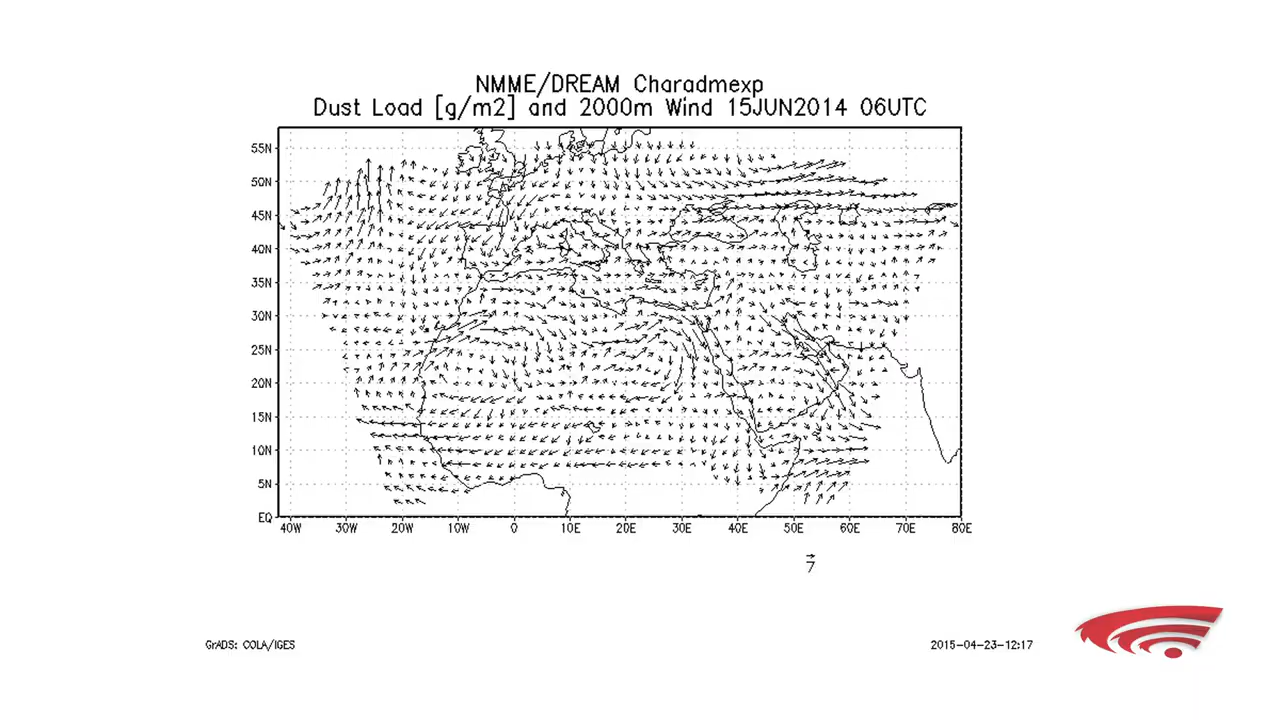 NMME/DREAM Charadmexp
Dust Load [g/m2] and 2000m Wind 15JUN2014 06UTC
55N
50N
45N
40N
35N
30N
25N
20N
15N
10N
5N
EQ
40W 30W 20W 10W 0 10E 20E 30E 40E 50E 60E 70E 80E
7
GrADS: COLA/IGES
2015-04-23-12:17